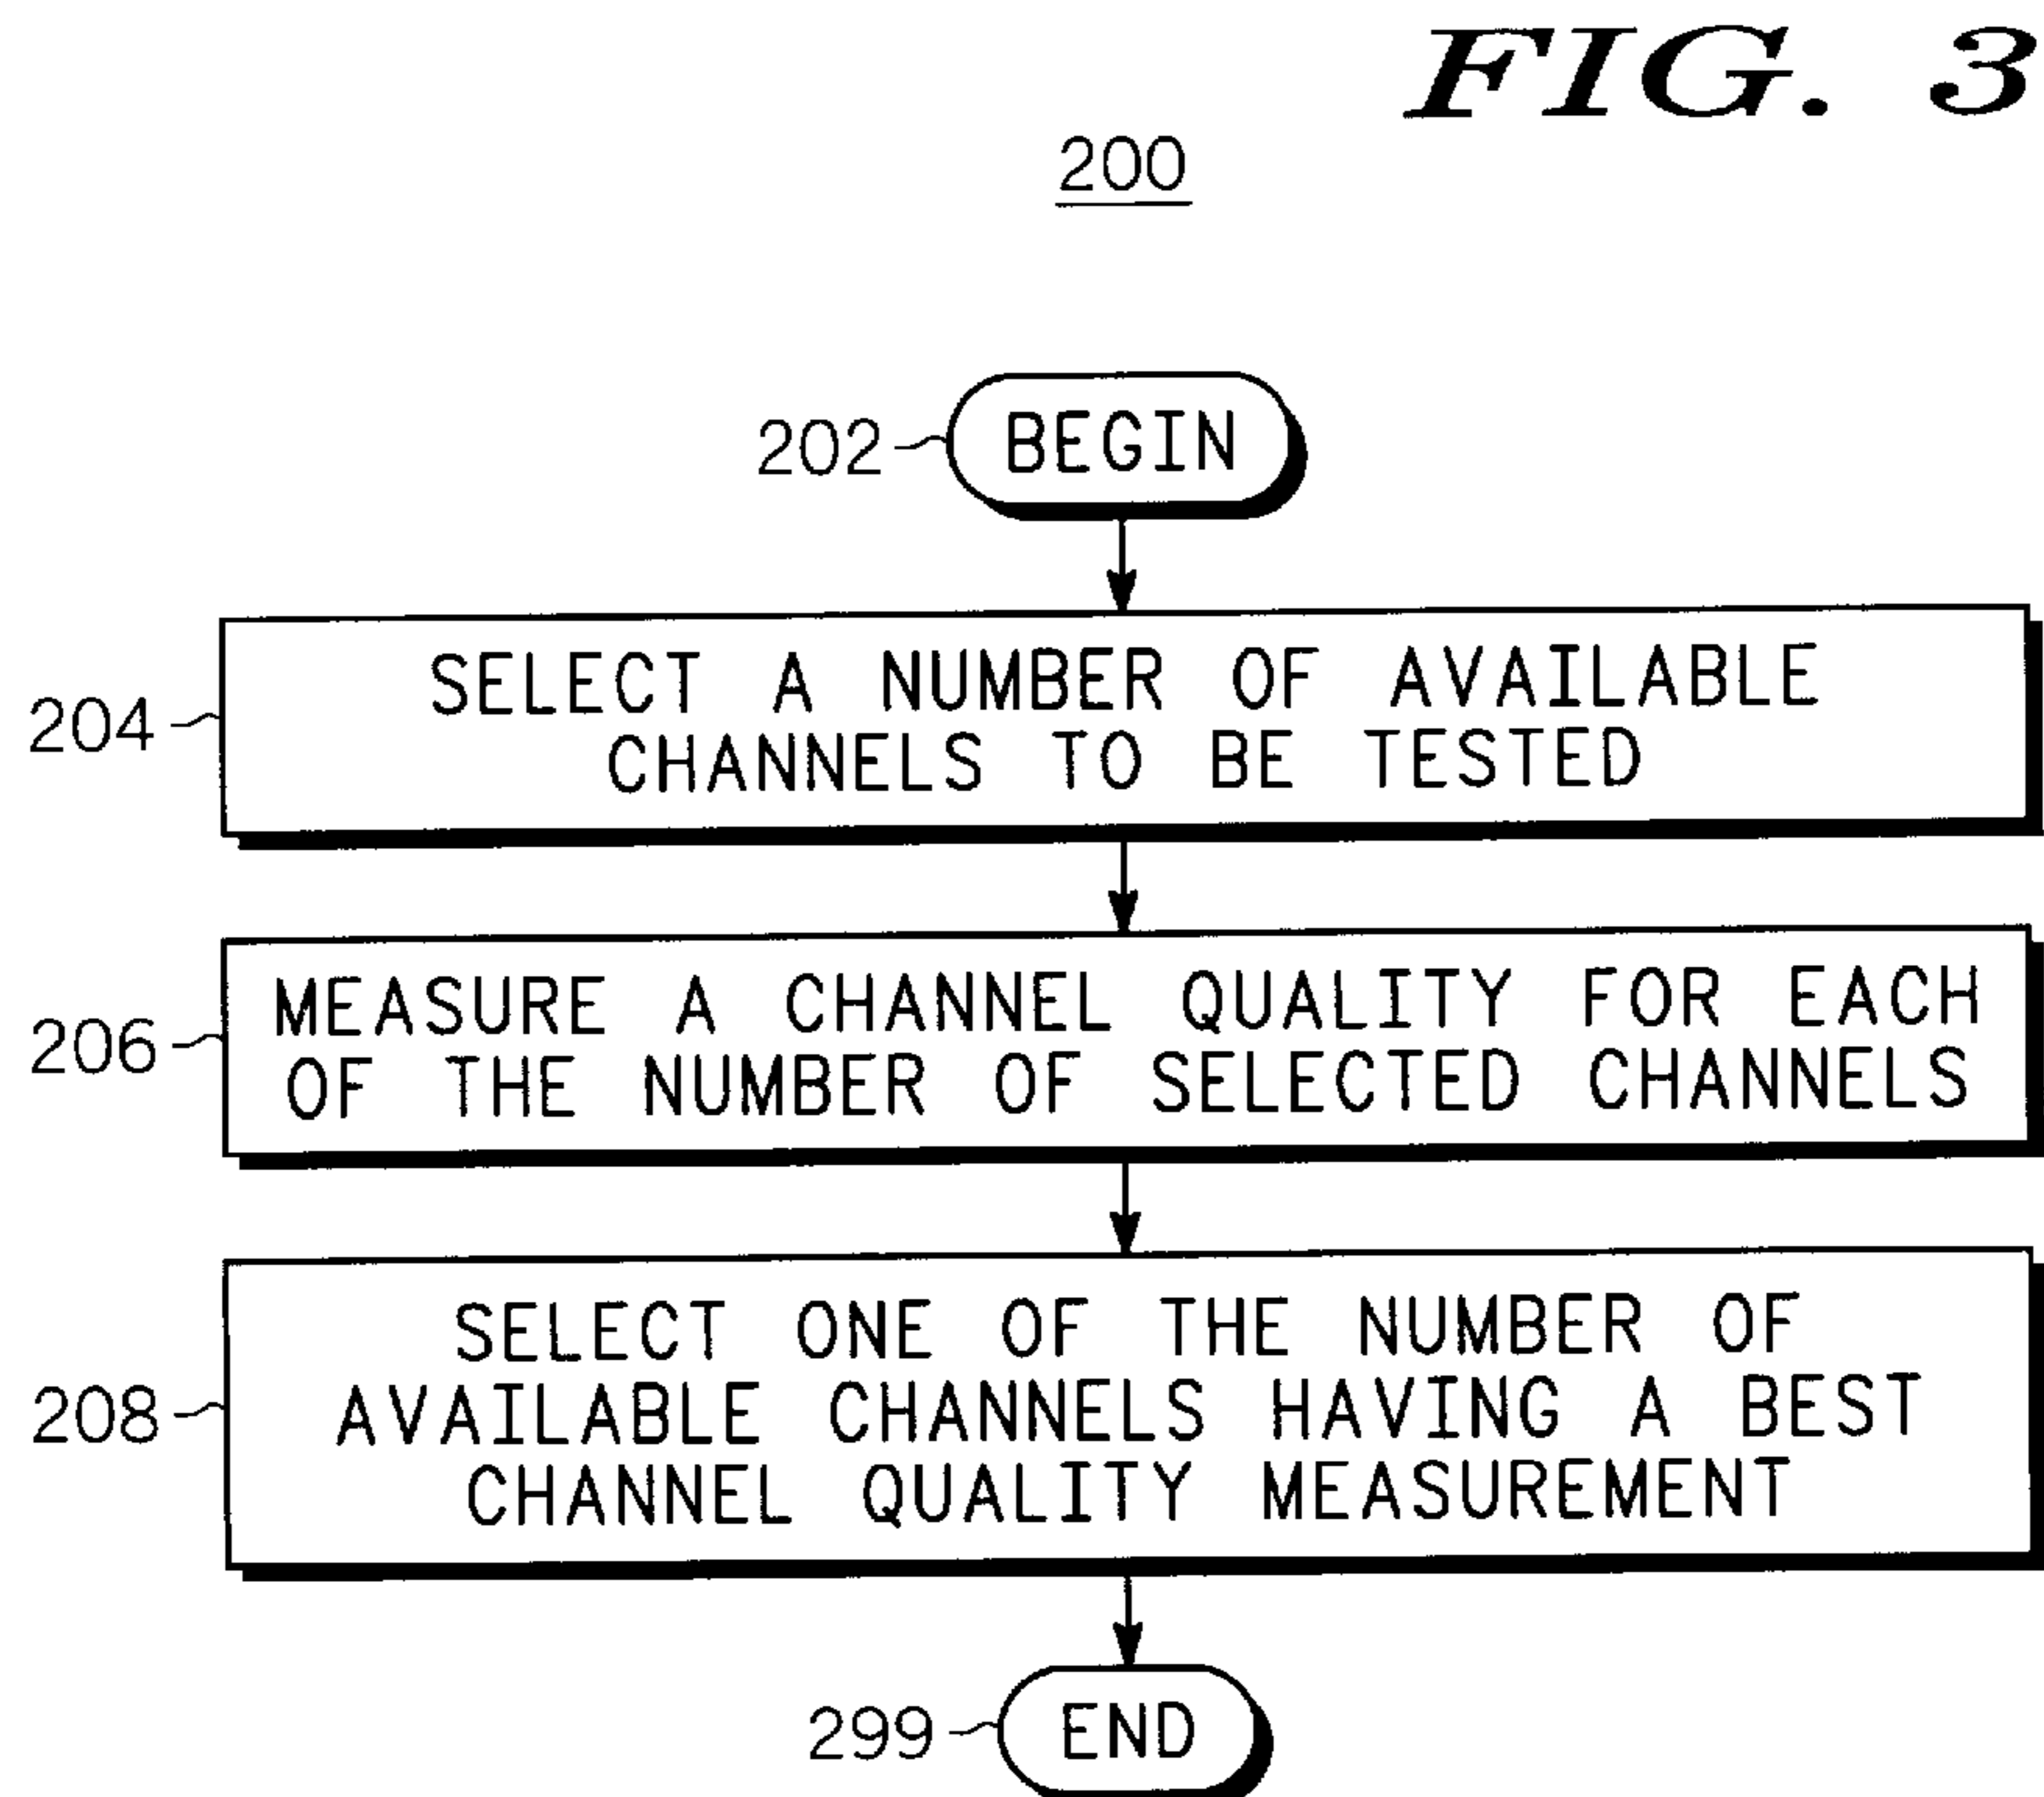 FIG. 3
200
202
BEGIN
204
SELECT A NUMBER OF AVAILABLE
CHANNELS TO BE TESTED
206
MEASURE A CHANNEL QUALITY FOR EACH
OF THE NUMBER OF SELECTED CHANNELS
208
SELECT ONE OF THE NUMBER OF
AVAILABLE CHANNELS HAVING A BEST
CHANNEL QUALITY MEASUREMENT
299
END